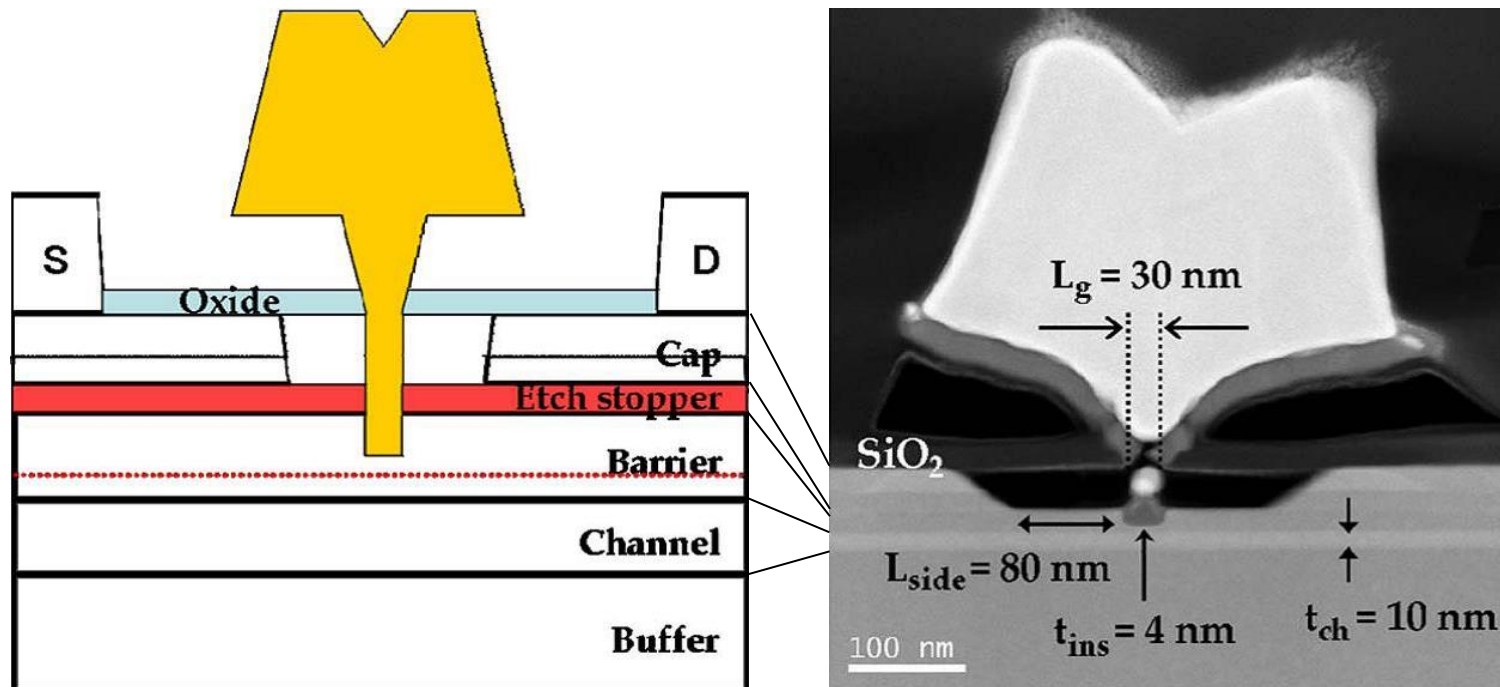 S
D
Oxide
Cap
Etch stopper
Barrier
Channel
Buffer
Lg = 30 nm
SiO2
Lside = 80 nm
tins = 4 nm
tch = 10 nm
100 nm